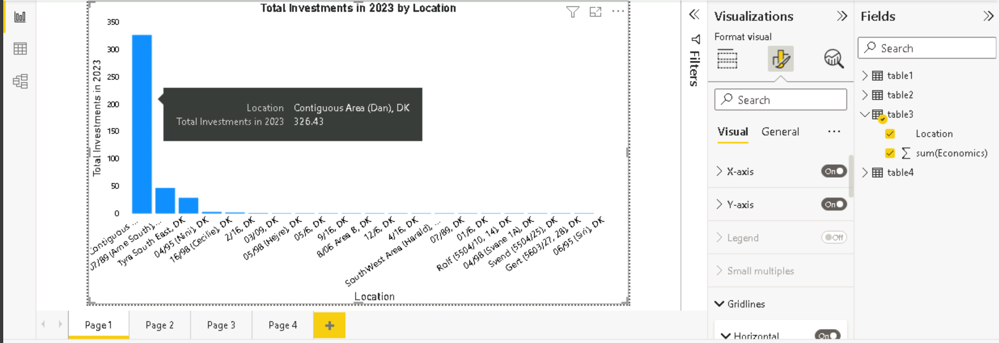 Total Investments in 2023 by Location
350
300
250
200
150
100
50
0
Total Investments in 2023
Location Contiguous Area (Dan), DK
Total Investments in 2023 326.43
Contiguous ...
07/89 (Arne South), ...
Tyra South East, DK
04/95 (Nini), DK
16/98 (Cecilie), DK
2/16, DK
03/09, DK
05/98 (Hejre), DK
05/6, DK
9/16, DK
8/06 Area B, DK
12/6, DK
4/16, DK
SouthWest Area (Harald), ...
07/89, DK
01/6, DK
Rolf (5504/10, 14), DK
04/98 (Svane 1A), DK
Svend (5504/25), DK
Gert (5603/27, 28), DK
06/95 (Siri), DK
Location
Page 1
Page 2
Page 3
Page 4
+
Filters
Visualizations
Format visual
Search
Visual General ...
X-axis On
Y-axis On
Legend Off
Small multiples
Gridlines
Horizontal On
Fields
Search
table1
table2
table3
Location
∑ sum(Economics)
table4